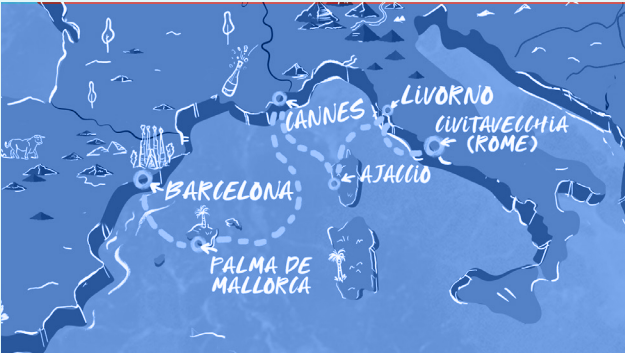 LIVORNO
CANNES
CIVITAVECCHIA
(ROME)
AJACCIO
BARCELONA
PALMA DE
MALLORCA